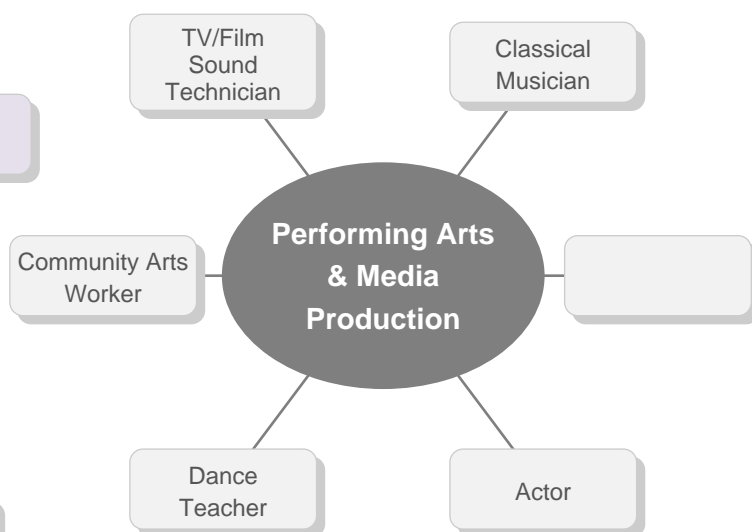 TV/Film
Sound
Technician
Classical
Musician
Performing Arts
& Media
Production
Community Arts
Worker
Dance
Teacher
Actor